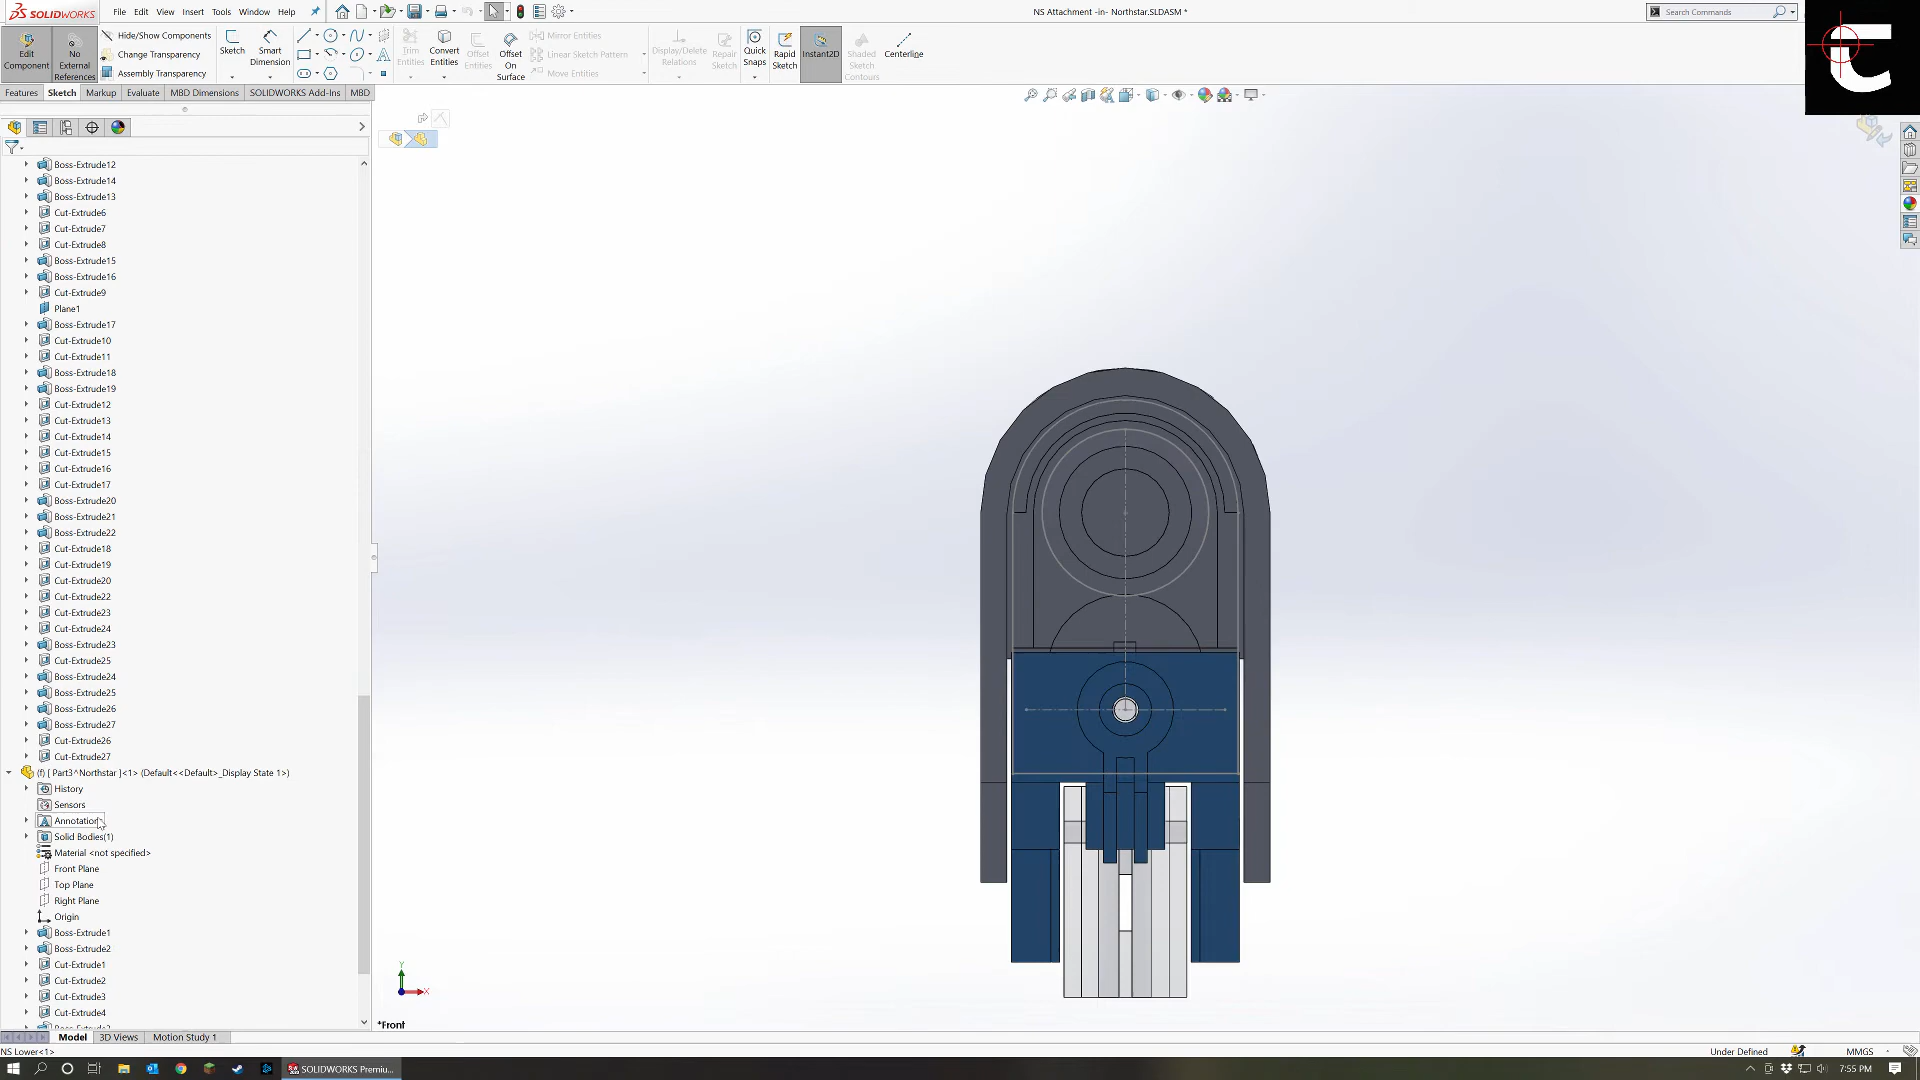 SOLIDWORKS
File Edit View Insert Tools Window Help
NS Attachment -in- Northstar.SLDASM *
Search Commands
Edit Component
No External References
Hide/Show Components
Change Transparency
Assembly Transparency
Sketch
Smart Dimension
Trim Entities
Convert Entities
Offset Entities
Offset On Surface
Mirror Entities
Linear Sketch Pattern
Move Entities
Display/Delete Relations
Repair Sketch
Quick Snaps
Rapid Sketch
Instant2D
Shaded Sketch Contours
Centerline
Features Sketch Markup Evaluate MBD Dimensions SOLIDWORKS Add-Ins MBD
Boss-Extrude12
Boss-Extrude14
Boss-Extrude13
Cut-Extrude6
Cut-Extrude7
Cut-Extrude8
Boss-Extrude15
Boss-Extrude16
Cut-Extrude9
Plane1
Boss-Extrude17
Cut-Extrude10
Cut-Extrude11
Boss-Extrude18
Boss-Extrude19
Cut-Extrude12
Cut-Extrude13
Cut-Extrude14
Cut-Extrude15
Cut-Extrude16
Cut-Extrude17
Boss-Extrude20
Boss-Extrude21
Boss-Extrude22
Cut-Extrude18
Cut-Extrude19
Cut-Extrude20
Cut-Extrude22
Cut-Extrude23
Cut-Extrude24
Boss-Extrude23
Cut-Extrude25
Boss-Extrude24
Boss-Extrude25
Boss-Extrude26
Boss-Extrude27
Cut-Extrude26
Cut-Extrude27
(f) [ Part3^Northstar ]<1> (Default<<Default>_Display State 1>)
History
Sensors
Annotation
Solid Bodies(1)
Material <not specified>
Front Plane
Top Plane
Right Plane
Origin
Boss-Extrude1
Boss-Extrude2
Cut-Extrude1
Cut-Extrude2
Cut-Extrude3
Cut-Extrude4
Y
X
*Front
Model 3D Views Motion Study 1
NS Lower<1>
Under Defined
MMGS
SOLIDWORKS Premiu...
7:55 PM